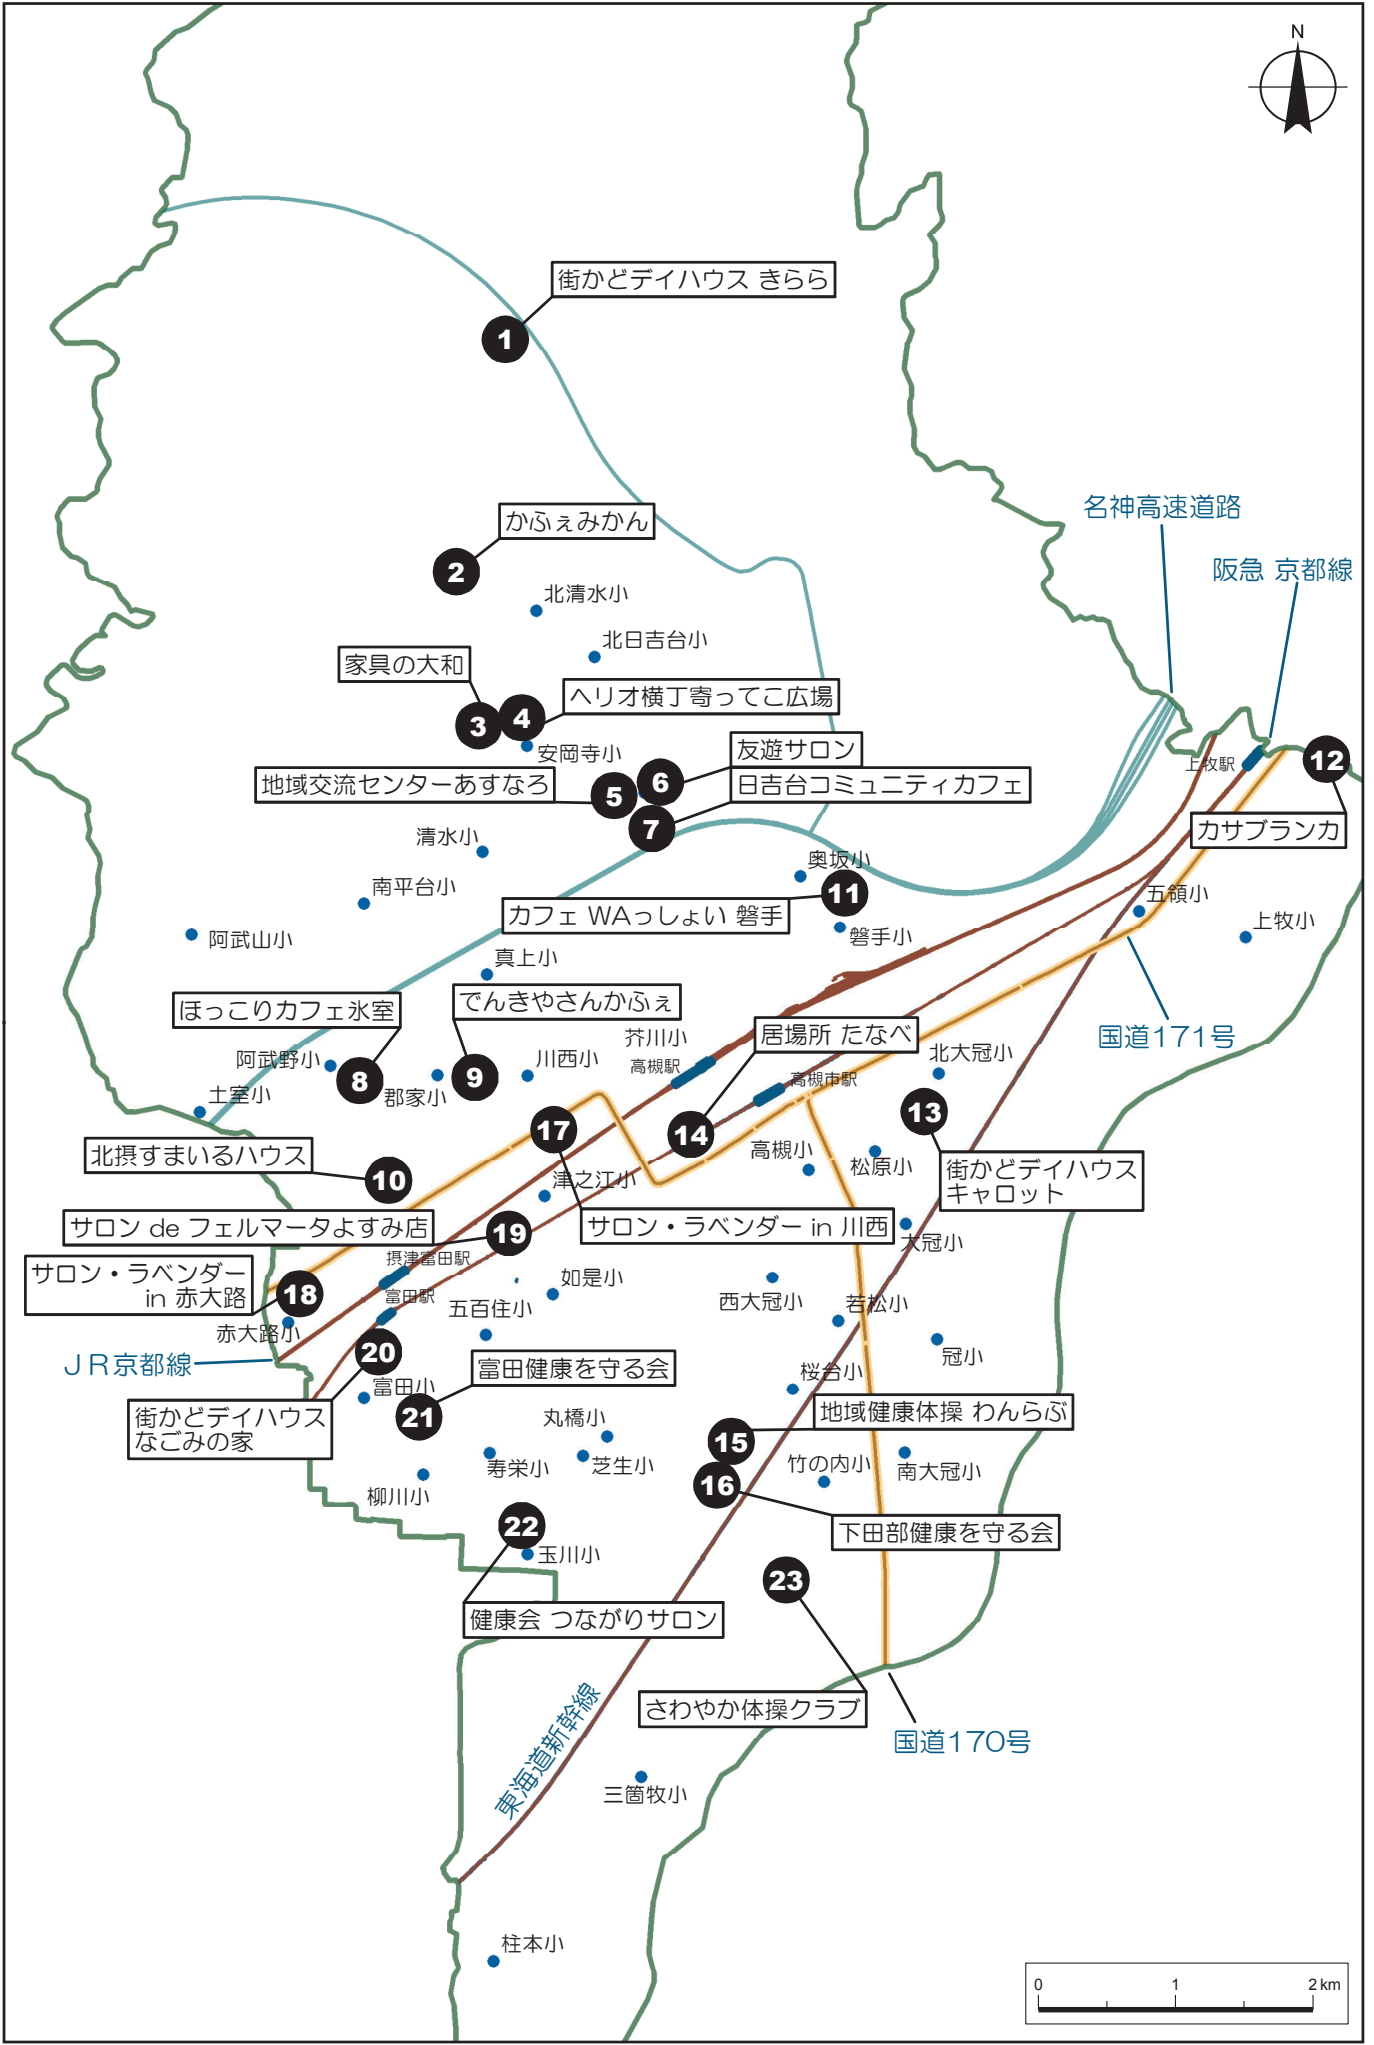 N
街かどデイハウス きらら
1
名神高速道路
かふぇみかん
阪急 京都線
2
北清水小
北日吉台小
家具の大和
ヘリオ横丁寄ってこ広場
3
4
安岡寺小
友遊サロン
上牧駅
12
地域交流センターあすなろ
5
6
日吉台コミュニティカフェ
7
カサブランカ
清水小
奥坂小
南平台小
11
五領小
カフェ WAっしょい 磐手
上牧小
阿武山小
磐手小
真上小
ほっこりカフェ氷室
でんきやさんかふぇ
国道171号
芥川小
居場所 たなべ
阿武野小
川西小
高槻駅
北大冠小
8
郡家小
9
高槻市駅
土室小
13
17
14
北摂すまいるハウス
高槻小
松原小
10
津之江小
街かどデイハウス
キャロット
サロン de フェルマータよすみ店
19
サロン・ラベンダー in 川西
大冠小
摂津富田駅
サロン・ラベンダー
in 赤大路
18
富田駅
如是小
五百住小
西大冠小
若松小
赤大路小
JR京都線
20
富田健康を守る会
冠小
富田小
桜台小
街かどデイハウス
なごみの家
21
丸橋小
地域健康体操 わんらぶ
15
寿栄小
芝生小
竹の内小
南大冠小
柳川小
16
22
下田部健康を守る会
玉川小
23
健康会 つながりサロン
さわやか体操クラブ
国道170号
東海道新幹線
三箇牧小
柱本小
0 1 2 km